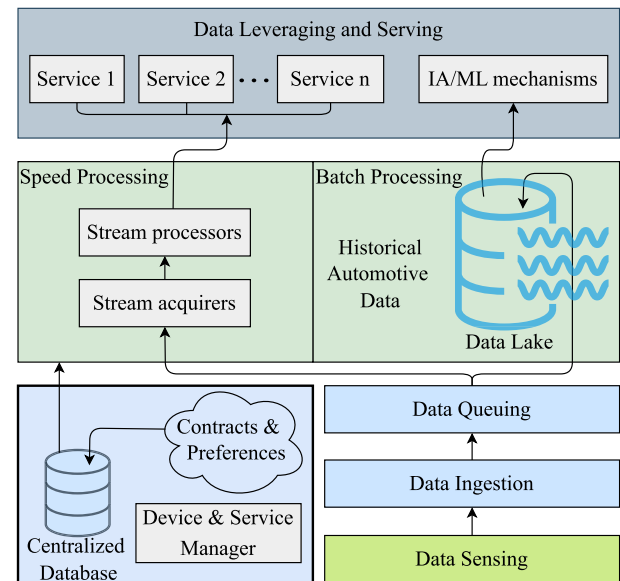 Data Leveraging and Serving
Service 1
Service 2
Service n
IA/ML mechanisms
Speed Processing
Stream processors
Stream acquirers
Batch Processing
Historical
Automotive
Data
Data Lake
Contracts &
Preferences
Centralized
Database
Device & Service
Manager
Data Queuing
Data Ingestion
Data Sensing